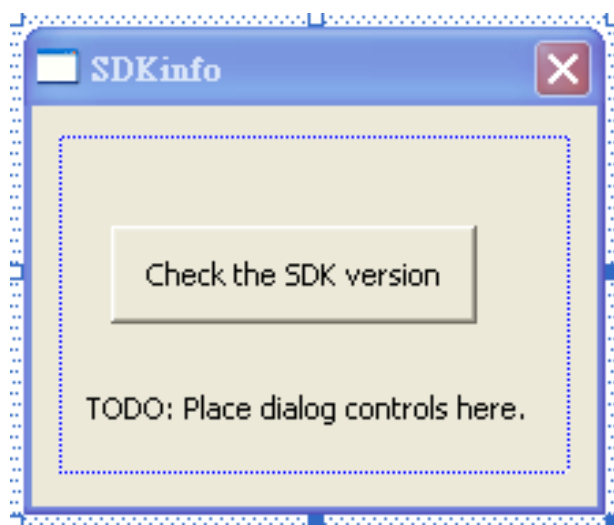 SDKinfo
Check the SDK version
TODO: Place dialog controls here.